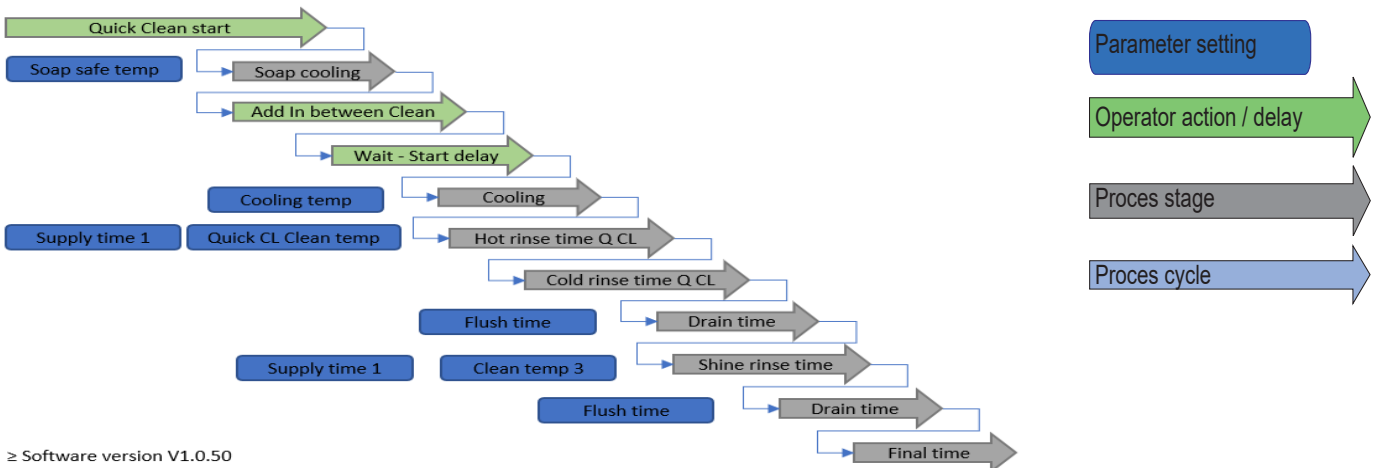 Quick Clean start
Soap safe temp
Soap cooling
Add In between Clean
Wait - Start delay
Cooling temp
Cooling
Supply time 1
Quick CL Clean temp
Hot rinse time Q CL
Cold rinse time Q CL
Flush time
Drain time
Supply time 1
Clean temp 3
Shine rinse time
Flush time
Drain time
Final time
≥ Software version V1.0.50
Parameter setting
Operator action / delay
Proces stage
Proces cycle